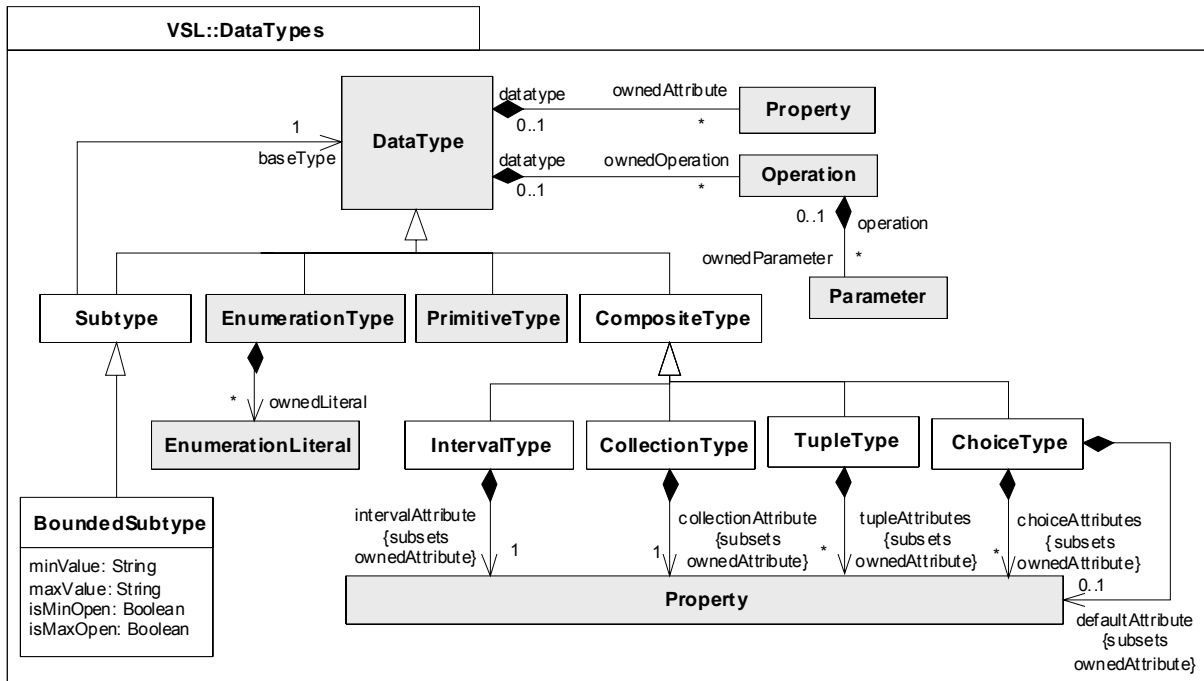 VSL::DataTypes
datatype
ownedAttribute
Property
0..1
*
1
baseType
DataType
datatype
ownedOperation
Operation
0..1
*
0..1
operation
ownedParameter
*
Parameter
Subtype
EnumerationType
PrimitiveType
CompositeType
*
ownedLiteral
EnumerationLiteral
IntervalType
CollectionType
TupleType
ChoiceType
BoundedSubtype
minValue: String
maxValue: String
isMinOpen: Boolean
isMaxOpen: Boolean
intervalAttribute
{subsets
ownedAttribute}
1
collectionAttribute
{subsets
ownedAttribute}
1
tupleAttributes
{subsets
ownedAttribute}
*
choiceAttributes
{ subsets
ownedAttribute}
*
0..1
Property
defaultAttribute
{subsets
ownedAttribute}